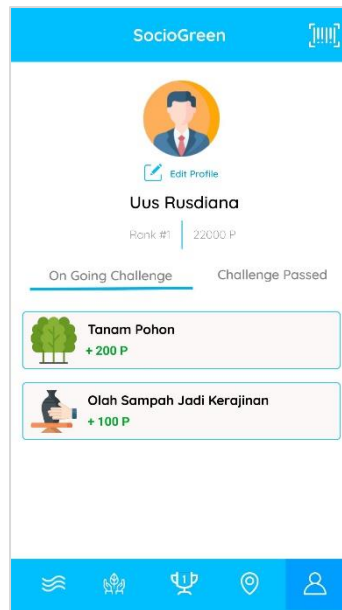 SocioGreen
Edit Profile
Uus Rusdiana
Rank #1 22000 P
On Going Challenge Challenge Passed
Tanam Pohon
+ 200 P
Olah Sampah Jadi Kerajinan
+ 100 P
1